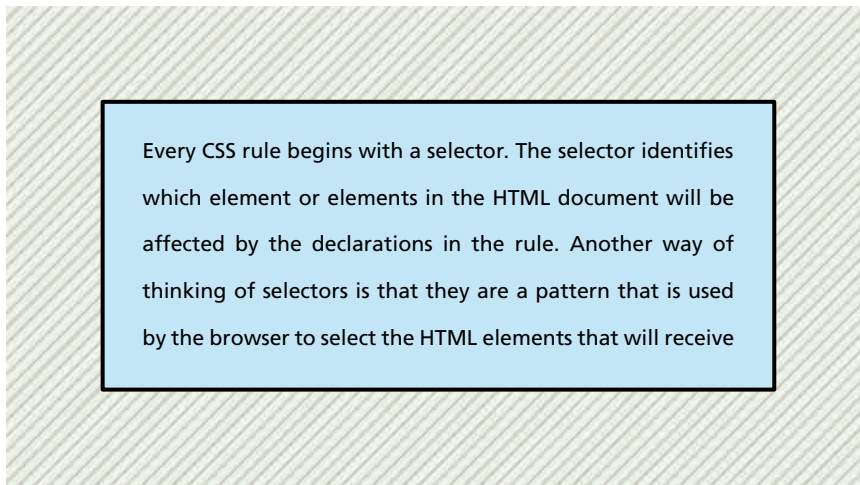 Every CSS rule begins with a selector. The selector identifies
which element or elements in the HTML document will be
affected by the declarations in the rule. Another way of
thinking of selectors is that they are a pattern that is used
by the browser to select the HTML elements that will receive